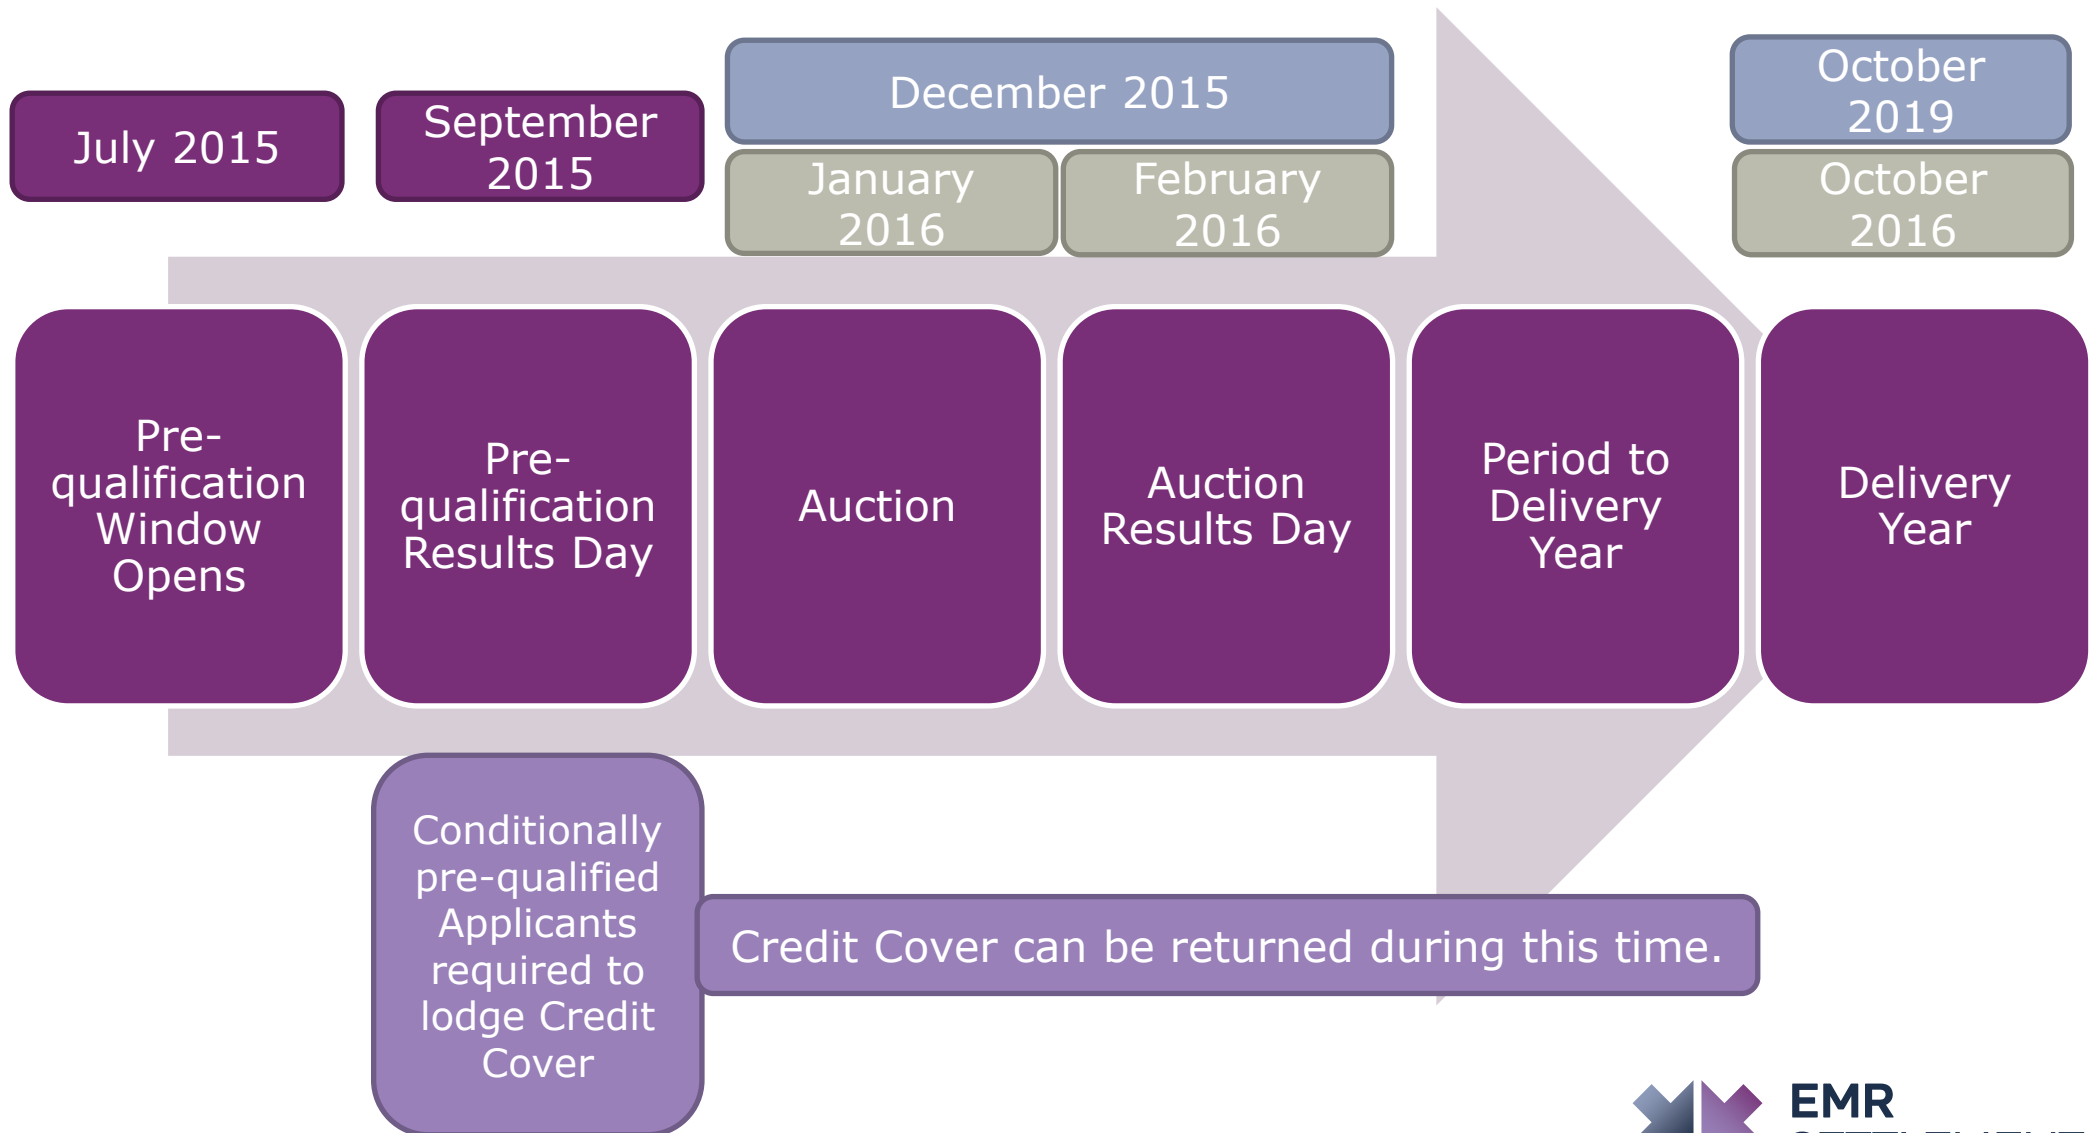 July 2015
September
2015
December 2015
January
2016
February
2016
October
2019
October
2016
Pre-
qualification
Window
Opens
Pre-
qualification
Results Day
Auction
Auction
Results Day
Period to
Delivery
Year
Delivery
Year
Conditionally
pre-qualified
Applicants
required to
lodge Credit
Cover
Credit Cover can be returned during this time.
EMR
SETTLEMENT